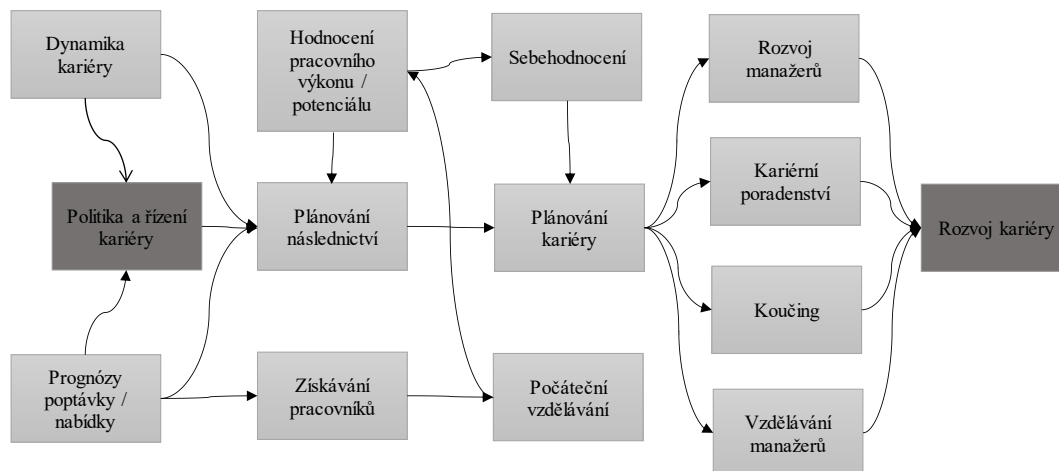 Dynamika
kariéry
Hodnocení
pracovního
výkonu /
potenciálu
Sebehodnocení
Rozvoj
manažerů
Kariérní
poradenství
Politika a řízení
kariéry
Plánování
následnictví
Plánování
kariéry
Rozvoj kariéry
Koučing
Prognózy
poptávky /
nabídky
Získávání
pracovníků
Počáteční
vzdělávání
Vzdělávání
manažerů